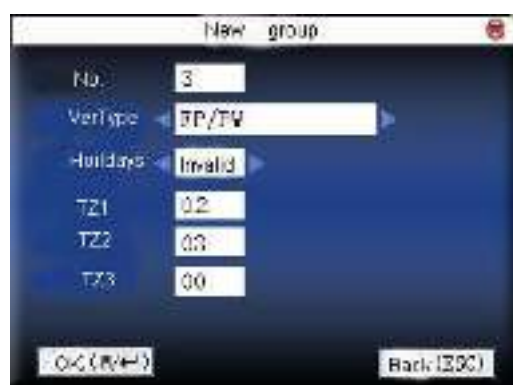 New group
No. 3
VerType FP/PW
Holidays Invalid
TZ1 02
TZ2 03
TZ3 00
OK(M/↵) Back(ESC)